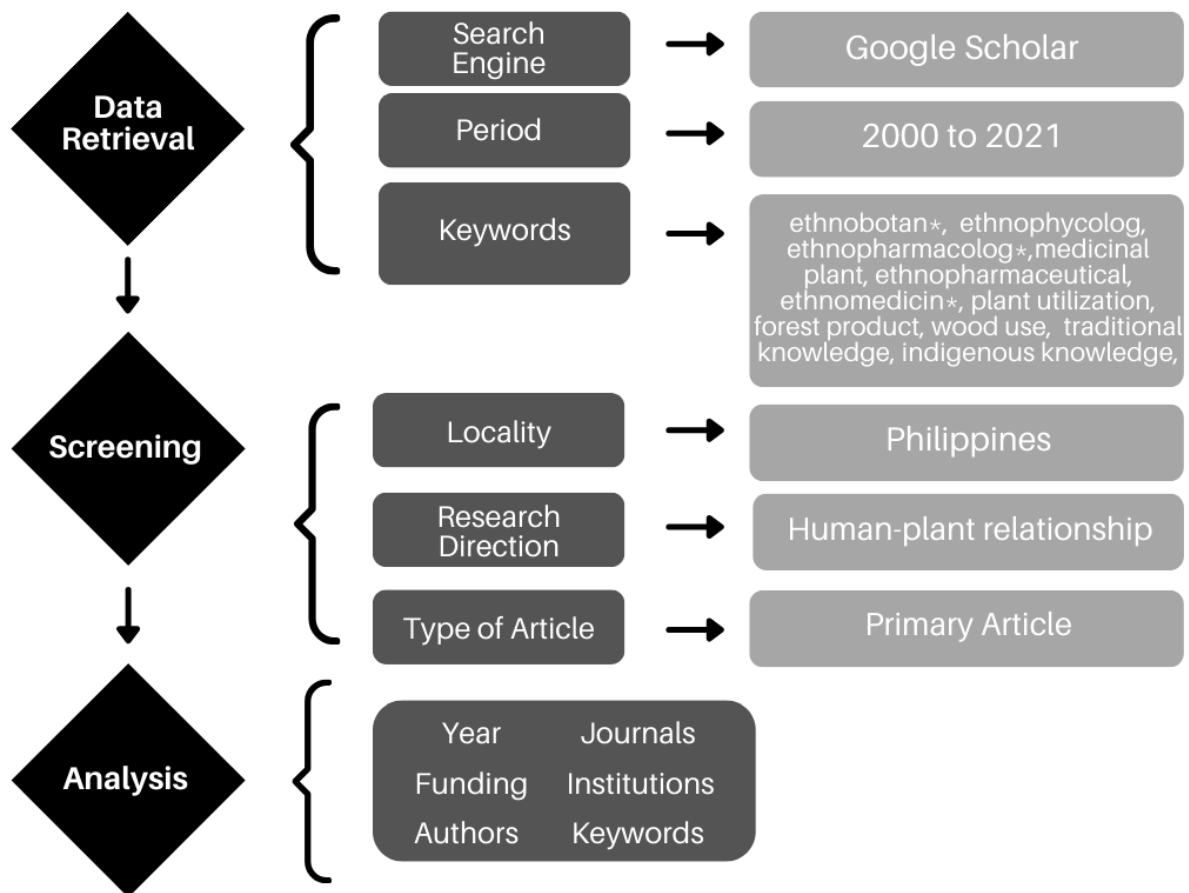 Data
Retrieval
Search
Engine
Google Scholar
Period
2000 to 2021
Keywords
ethnobotan*, ethnophycolog,
ethnopharmacolog*,medicinal
plant, ethnopharmaceutical,
ethnomedicin*, plant utilization,
forest product, wood use, traditional
knowledge, indigenous knowledge,
Screening
Locality
Philippines
Research
Direction
Human-plant relationship
Type of Article
Primary Article
Analysis
Year
Journals
Funding
Institutions
Authors
Keywords